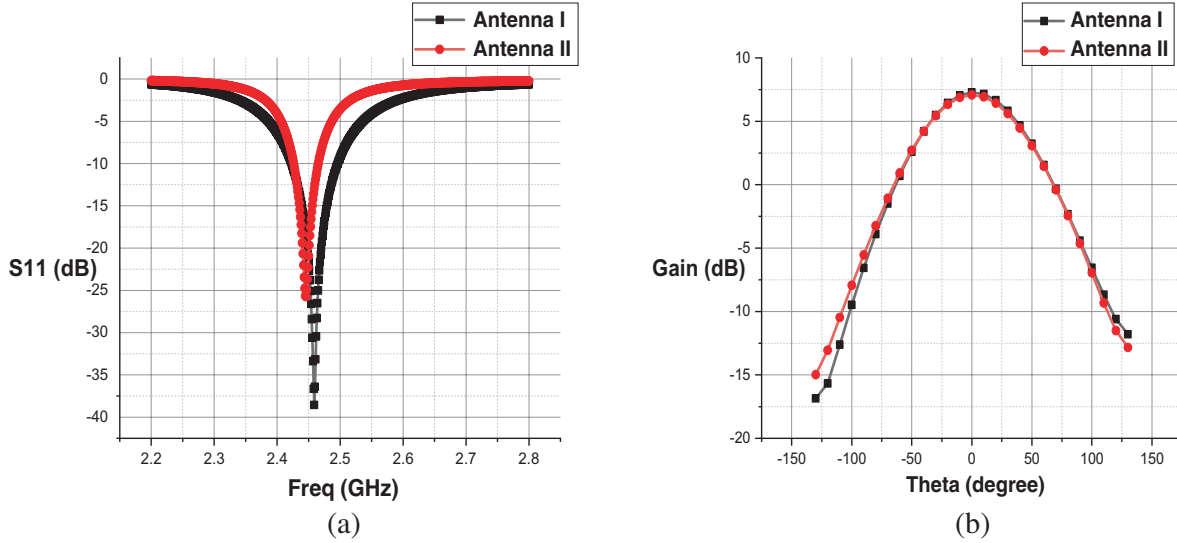 Antenna I
Antenna II
0
-5
-10
-15
-20
-25
-30
-35
-40
S11 (dB)
2.2 2.3 2.4 2.5 2.6 2.7 2.8
Freq (GHz)
(a)
Antenna I
Antenna II
10
5
0
-5
-10
-15
-20
Gain (dB)
-150 -100 -50 0 50 100 150
Theta (degree)
(b)